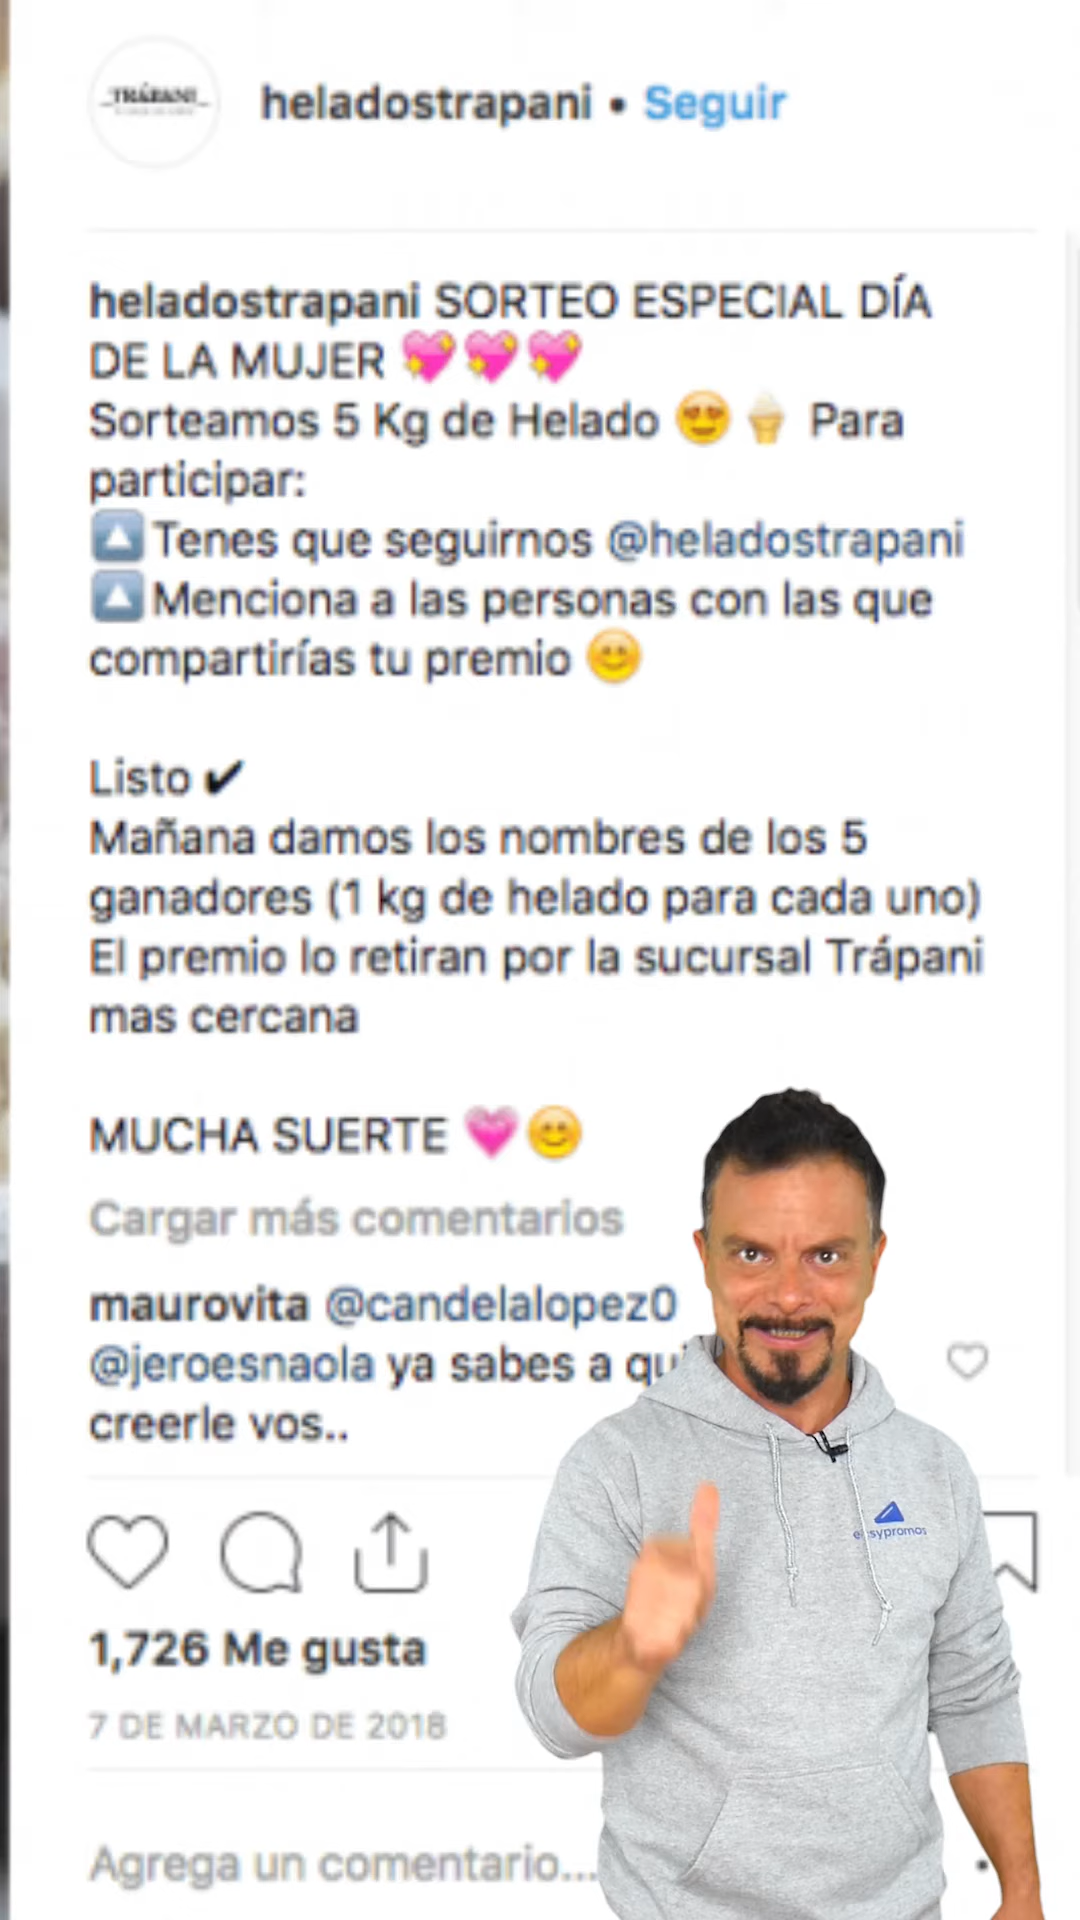 TRÁPANI
heladostrapani • Seguir
heladostrapani SORTEO ESPECIAL DÍA
DE LA MUJER 💖💖💖
Sorteamos 5 Kg de Helado 😍🍦 Para
participar:
🔼Tenes que seguirnos @heladostrapani
🔼Menciona a las personas con las que
compartirías tu premio 😊
Listo ✔
Mañana damos los nombres de los 5
ganadores (1 kg de helado para cada uno)
El premio lo retiran por la sucursal Trápani
mas cercana
MUCHA SUERTE 💗😊
Cargar más comentarios
maurovita @candelalopez0
@jeroesnaola ya sabes a qui
creerle vos..
easypromos
1,726 Me gusta
7 DE MARZO DE 2018
Agrega un comentario...